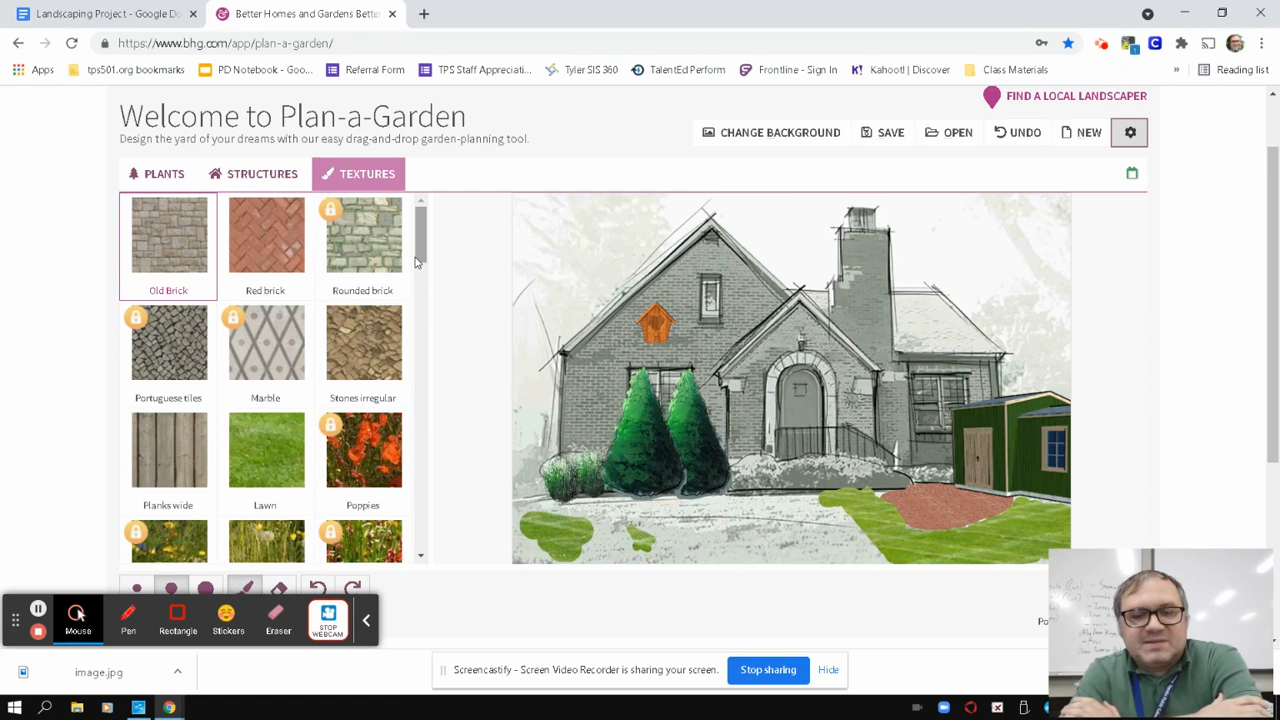 Landscaping Project - Google Do
Better Homes and Gardens Better
https://www.bhg.com/app/plan-a-garden/
Apps
tps501.org bookmarks
PD Notebook - Goo...
Referral Form
TPS Staff Appreciati...
Tyler SIS 360
TalentEd Perform
Frontline - Sign In
Kahoot! | Discover
Class Materials
»
Reading list
FIND A LOCAL LANDSCAPER
Welcome to Plan-a-Garden
Design the yard of your dreams with our easy drag-and-drop garden-planning tool.
CHANGE BACKGROUND
SAVE
OPEN
UNDO
NEW
PLANTS
STRUCTURES
TEXTURES
Old Brick
Red brick
Rounded brick
Portuguese tiles
Marble
Stones irregular
Planks wide
Lawn
Poppies
Mouse
Pen
Rectangle
Stickers
Eraser
STOP
WEBCAM
Po
image.jpg
Screencastify - Screen Video Recorder is sharing your screen.
Stop sharing
Hide